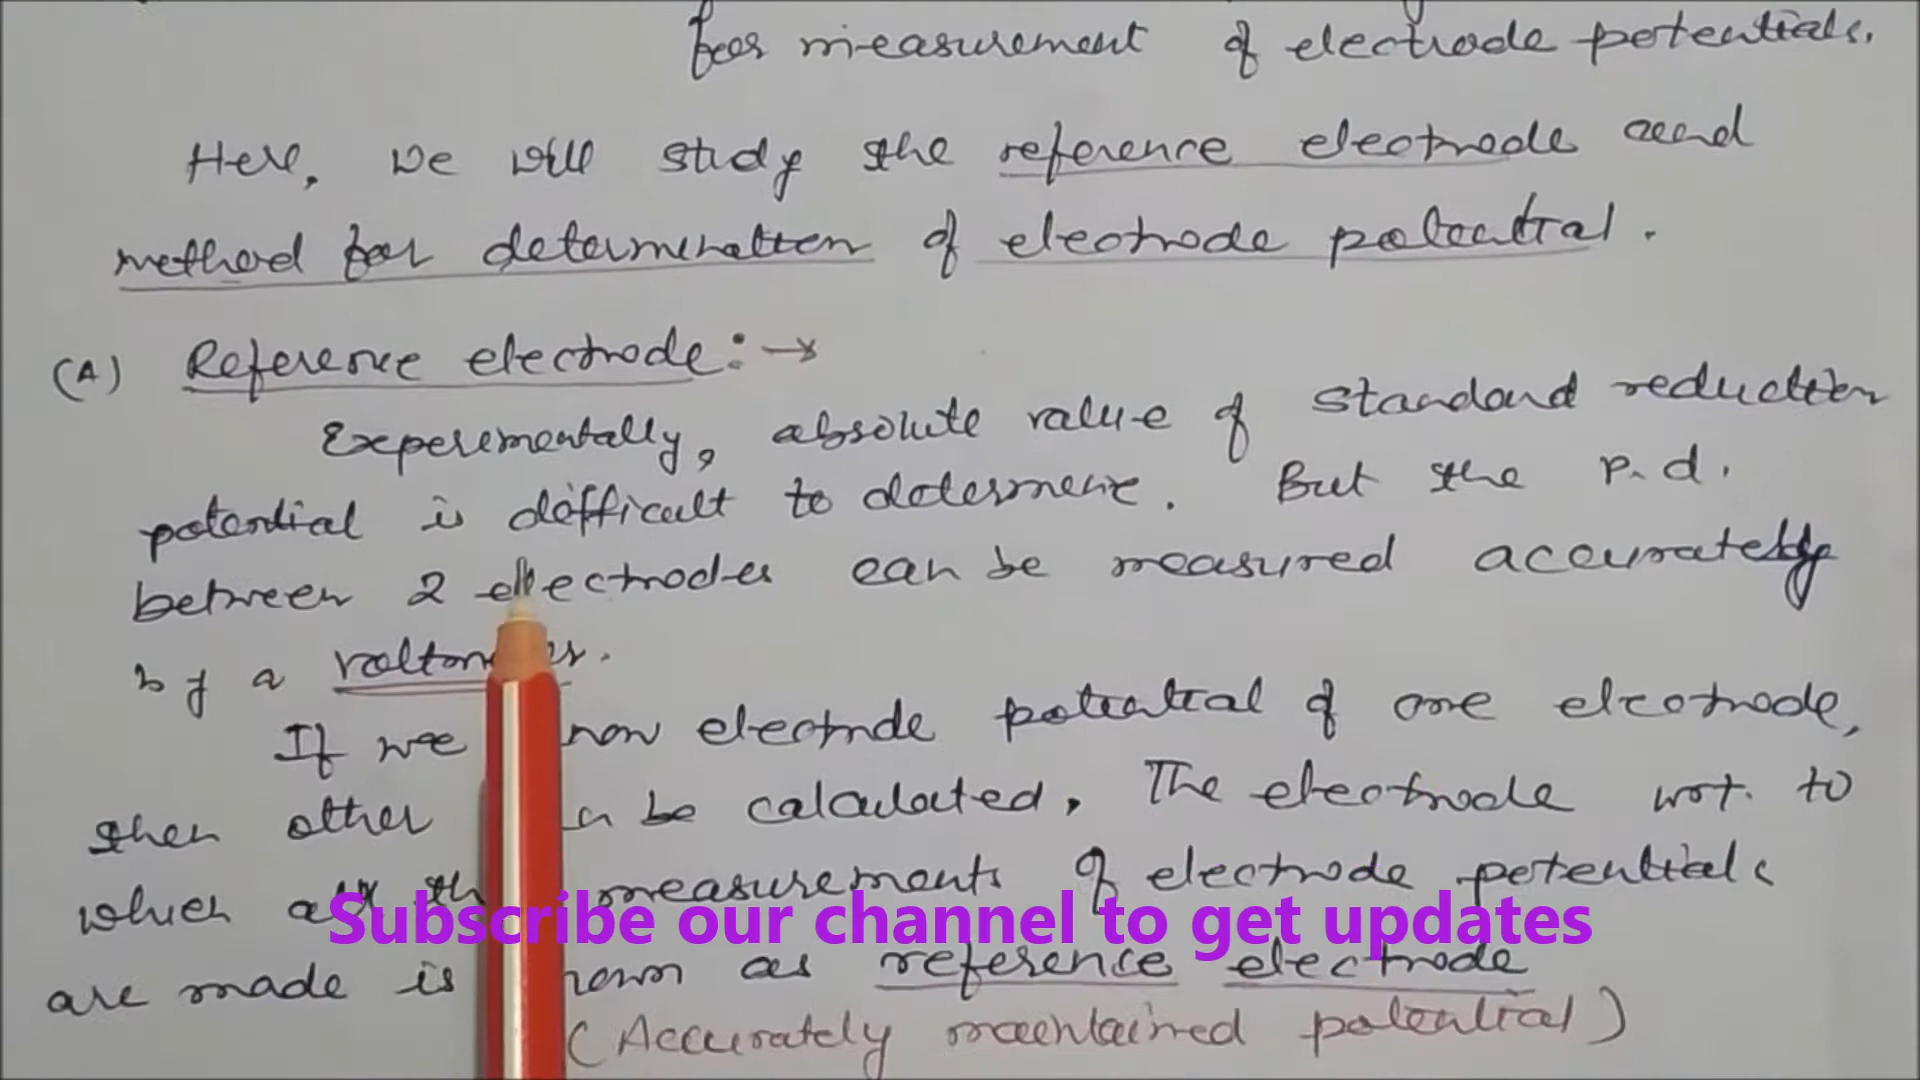 for measurement of electrode potentials.
Here, we will study the reference electrode and
method for determination of electrode potential.
(A) Reference electrode :→
Experimentally, absolute value of standard reduction
potential is difficult to determine. But the p.d.
between 2 electrodes can be measured accurately
by a voltmeter.
If we know electrode potential of one electrode,
then other can be calculated. The electrode w.r.t. to
which all the measurements of electrode potentials
Subscribe our channel to get updates
are made is known as reference electrode
(Accurately maintained potential)